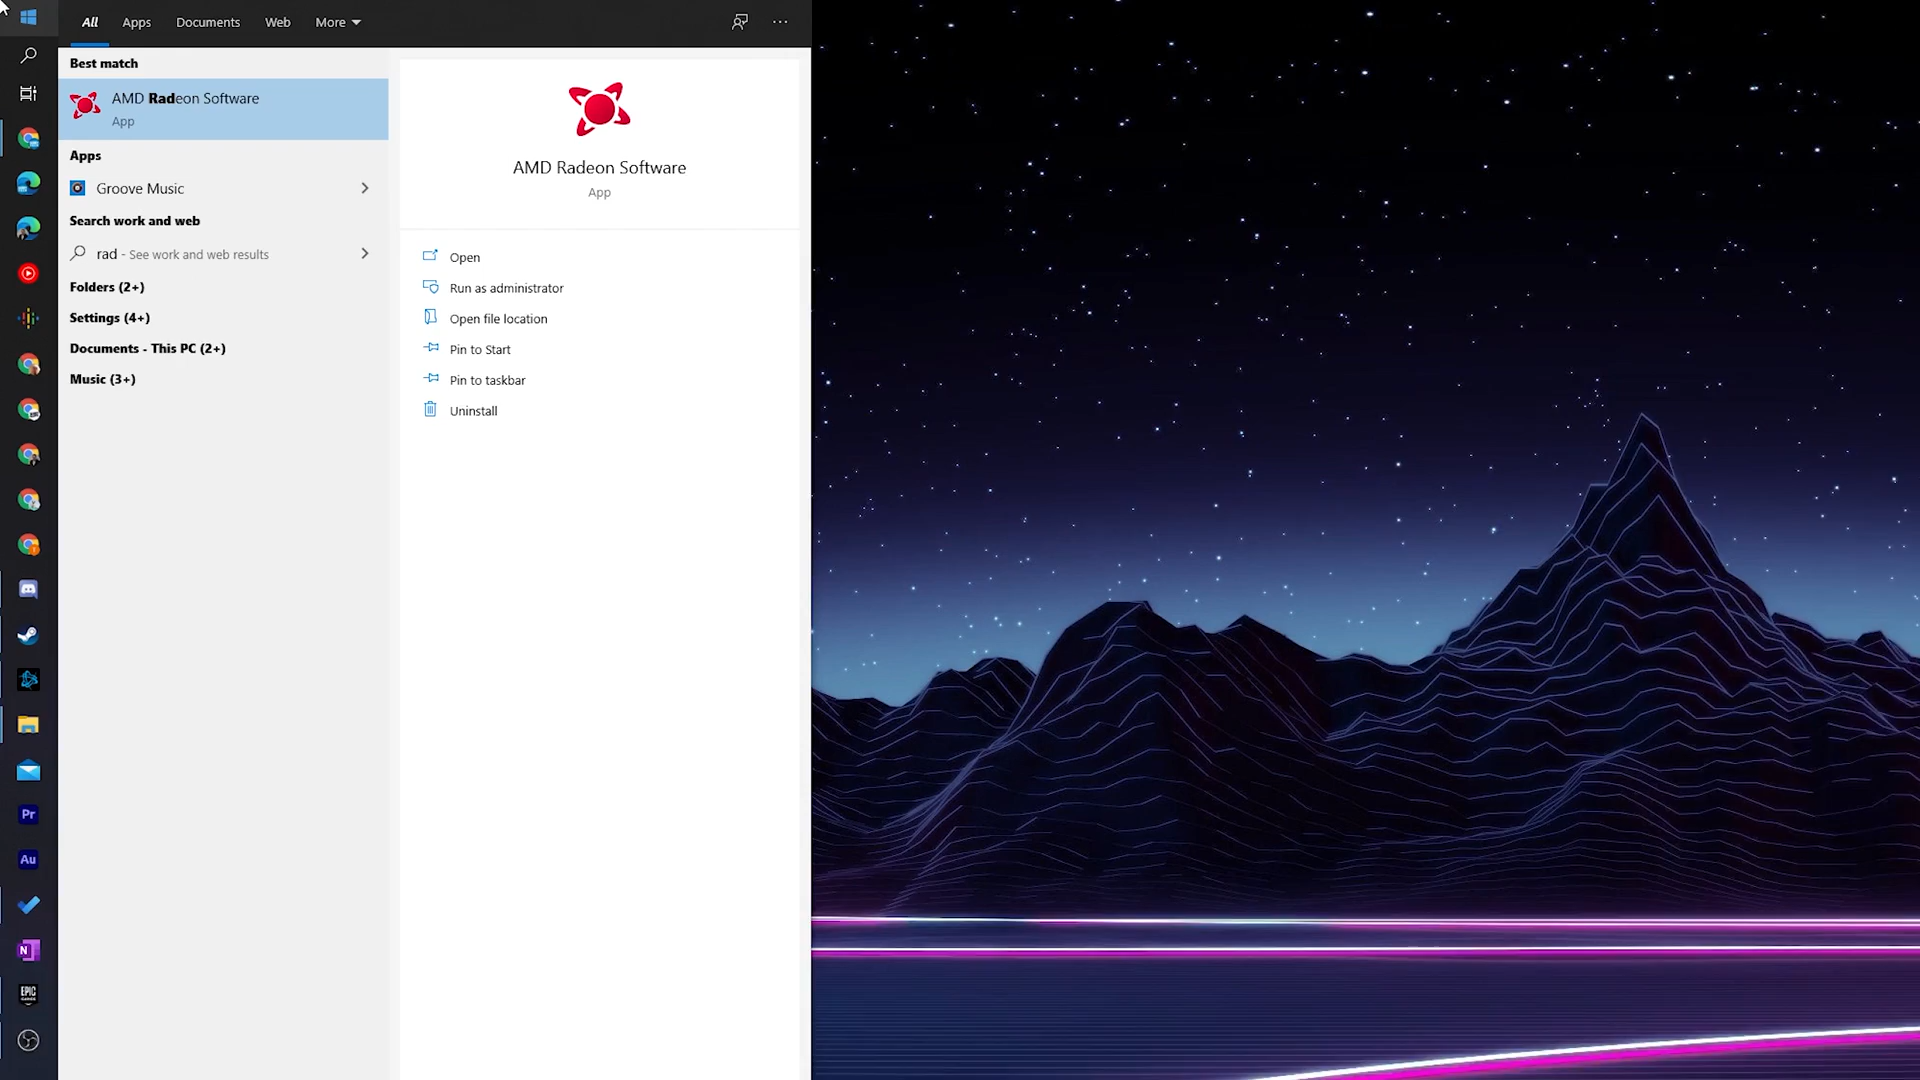 All
Apps
Documents
Web
More
Best match
AMD Radeon Software
App
Apps
Groove Music
Search work and web
rad - See work and web results
Folders (2+)
Settings (4+)
Documents - This PC (2+)
Music (3+)
AMD Radeon Software
App
Open
Run as administrator
Open file location
Pin to Start
Pin to taskbar
Uninstall
Pr
Au
N
EPIC
GAMES